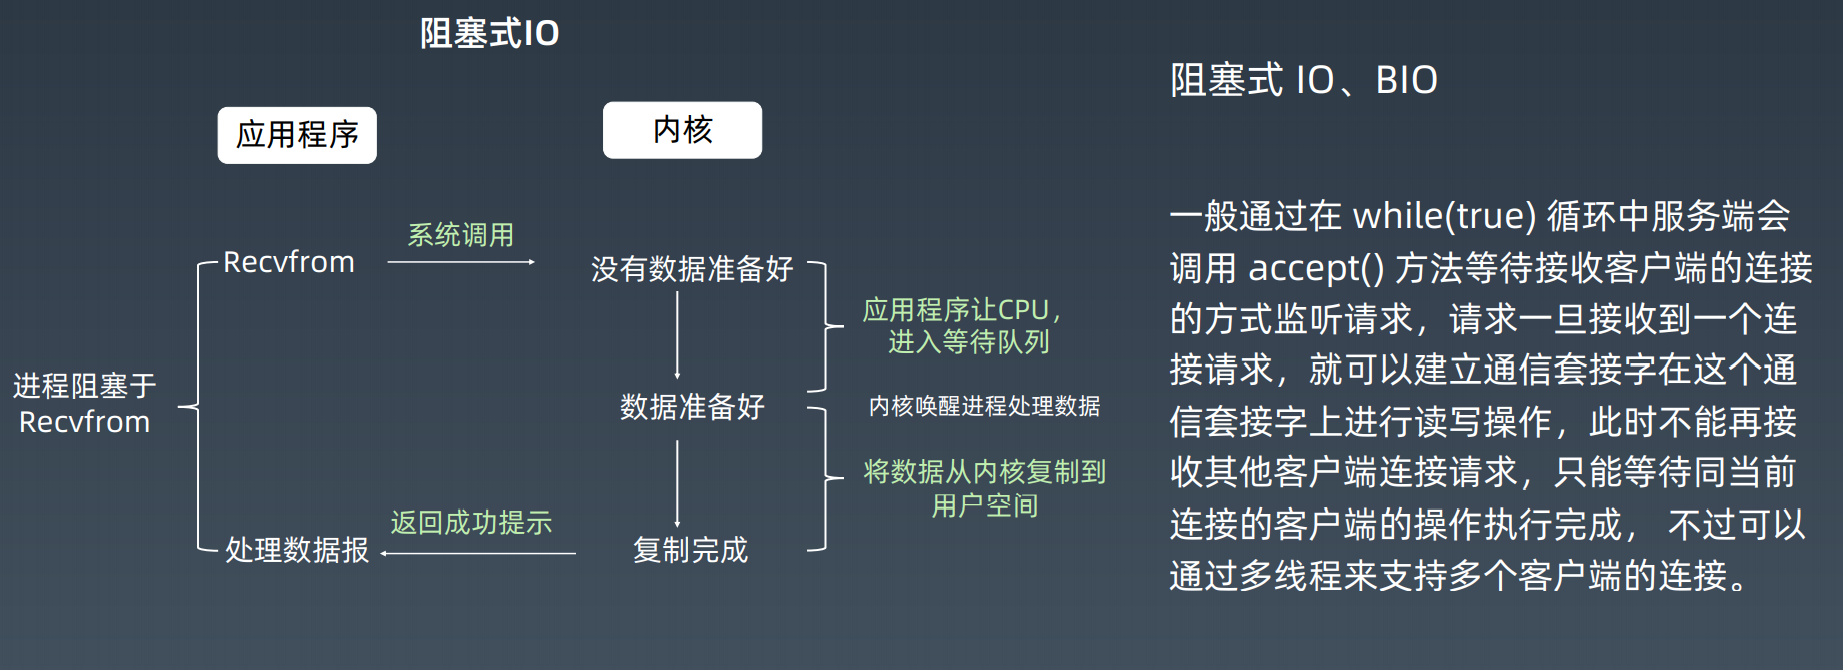 阻塞式IO
应用程序
内核
系统调用
Recvfrom
没有数据准备好
应用程序让CPU，
进入等待队列
进程阻塞于
Recvfrom
数据准备好
内核唤醒进程处理数据
将数据从内核复制到
用户空间
返回成功提示
处理数据报
复制完成
阻塞式 IO、BIO
一般通过在 while(true) 循环中服务端会
调用 accept() 方法等待接收客户端的连接
的方式监听请求，请求一旦接收到一个连
接请求，就可以建立通信套接字在这个通
信套接字上进行读写操作，此时不能再接
收其他客户端连接请求，只能等待同当前
连接的客户端的操作执行完成， 不过可以
通过多线程来支持多个客户端的连接。